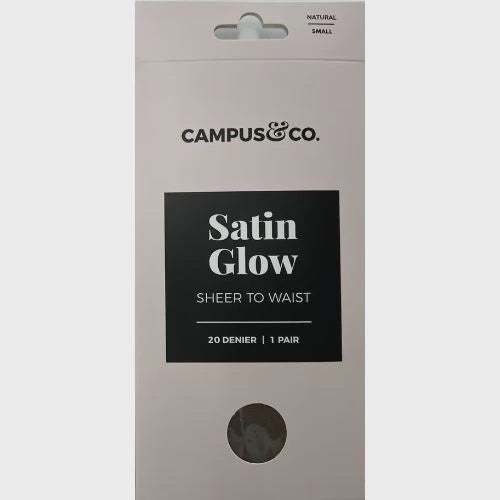 NATURAL
SMALL
CAMPUS&CO.
Satin
Glow
SHEER TO WAIST
20 DENIER | 1 PAIR